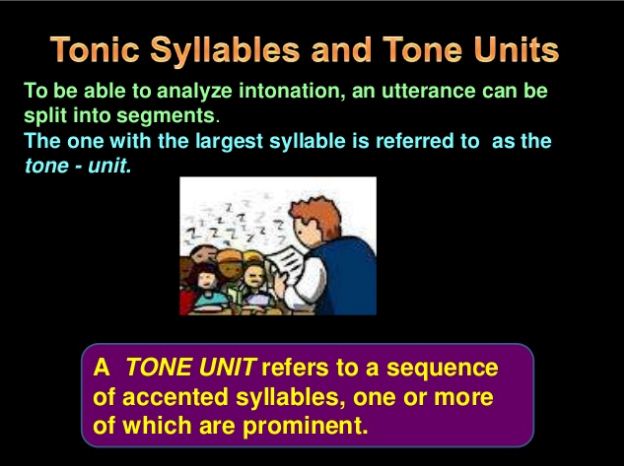 Tonic Syllables and Tone Units
To be able to analyze intonation, an utterance can be
split into segments.
The one with the largest syllable is referred to as the
tone - unit.
z z z z z z z z z z z z
A TONE UNIT refers to a sequence
of accented syllables, one or more
of which are prominent.